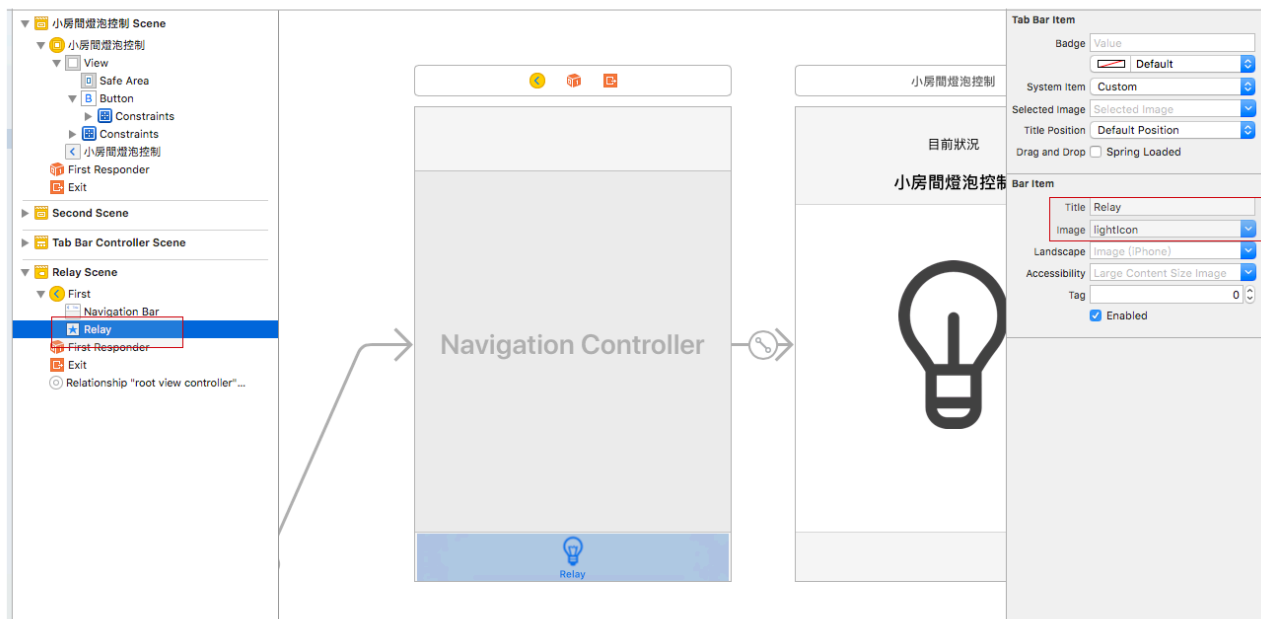 小房間燈泡控制 Scene
小房間燈泡控制
View
Safe Area
B Button
Constraints
Constraints
小房間燈泡控制
First Responder
Exit
Second Scene
Tab Bar Controller Scene
Relay Scene
First
Navigation Bar
Relay
First Responder
Exit
Relationship "root view controller"...
Navigation Controller
Relay
小房間燈泡控制
目前狀況
小房間燈泡控制
Tab Bar Item
Badge Value
Default
System Item Custom
Selected Image Selected Image
Title Position Default Position
Drag and Drop Spring Loaded
Bar Item
Title Relay
Image lightIcon
Landscape Image (iPhone)
Accessibility Large Content Size Image
Tag 0
Enabled